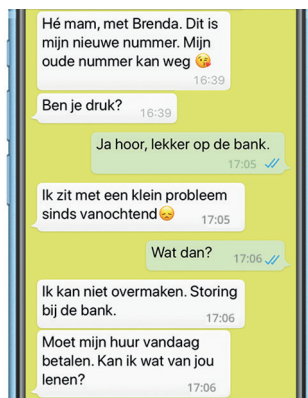 Hé mam, met Brenda. Dit is
mijn nieuwe nummer. Mijn
oude nummer kan weg 😘
16:39
Ben je druk?
16:39
Ja hoor, lekker op de bank.
17:05
Ik zit met een klein probleem
sinds vanochtend😞
17:05
Wat dan?
17:06
Ik kan niet overmaken. Storing
bij de bank.
17:06
Moet mijn huur vandaag
betalen. Kan ik wat van jou
lenen?
17:06